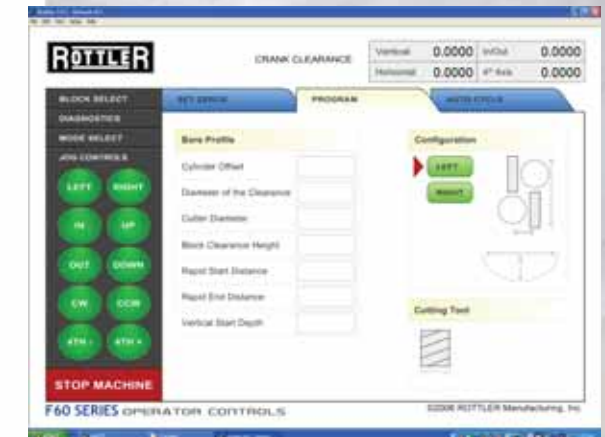 ROTTLER
CRANK CLEARANCE
Vertical 0.0000 In/Out 0.0000
Horizontal 0.0000 4th Axis 0.0000
BLOCK SELECT
DIAGNOSTICS
MODE SELECT
JOG CONTROLS
LEFT RIGHT
IN UP
OUT DOWN
CW CCW
4TH - 4TH +
STOP MACHINE
SET ZEROS
PROGRAM
AUTO CYCLE
Bore Profile
Cylinder Offset
Diameter of the Clearance
Cutter Diameter
Block Clearance Height
Rapid Start Distance
Rapid End Distance
Vertical Start Depth
Configuration
LEFT
RIGHT
Cutting Tool
F60 SERIES OPERATOR CONTROLS
©2006 ROTTLER Manufacturing, Inc